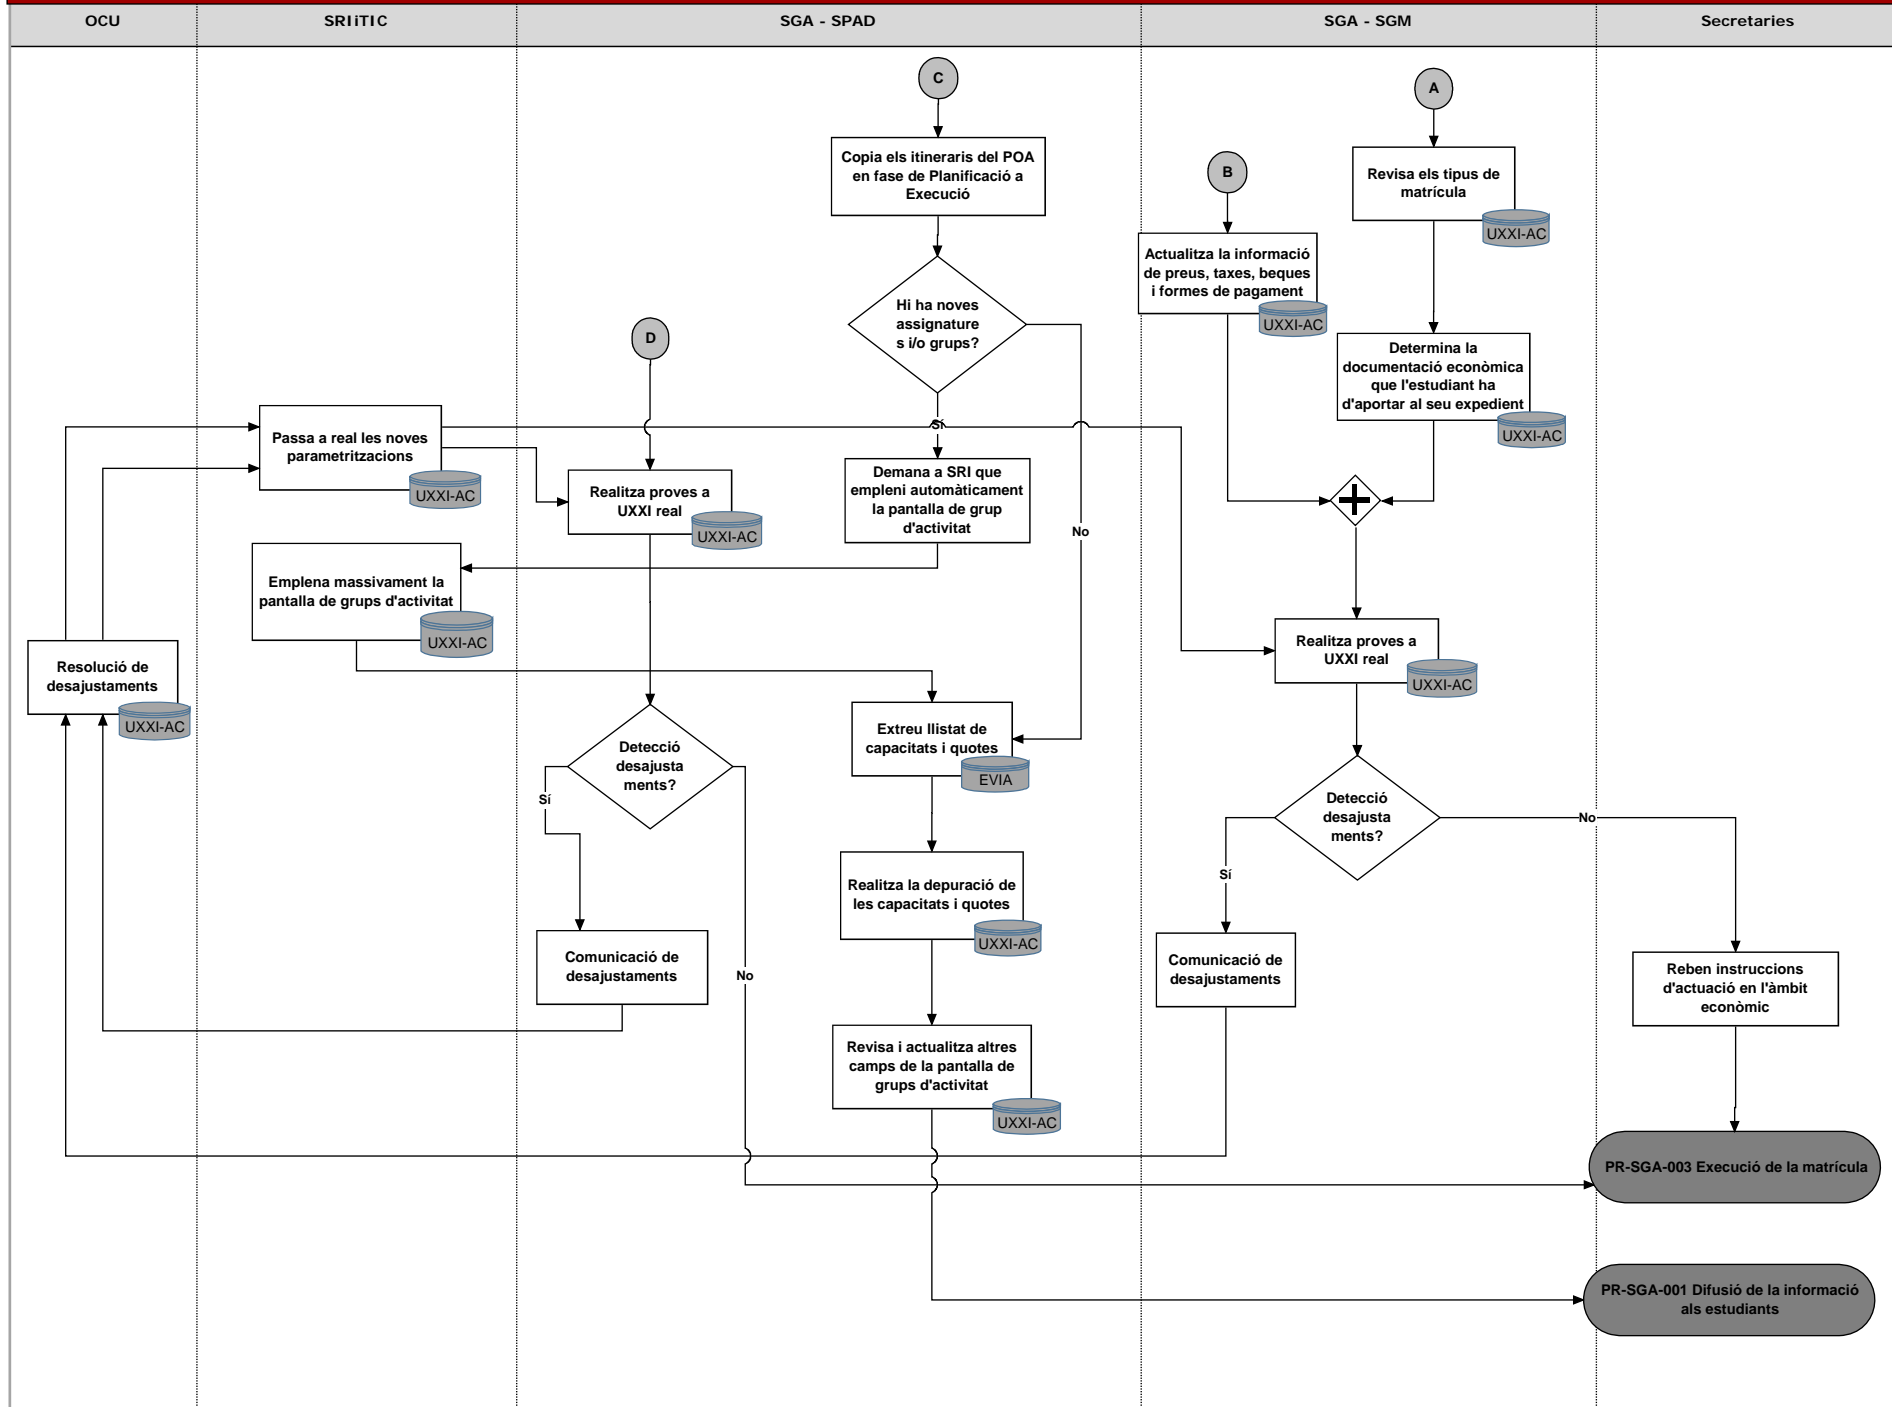 OCU
SRIiTIC
SGA - SPAD
SGA - SGM
Secretaries
C
A
Copia els itineraris del POA
en fase de Planificació a
Execució
B
Revisa els tipus de
matrícula
UXXI-AC
Actualitza la informació
de preus, taxes, beques
i formes de pagament
UXXI-AC
Hi ha noves
assignature
s i/o grups?
D
Determina la
documentació econòmica
que l'estudiant ha
d'aportar al seu expedient
UXXI-AC
Sí
Passa a real les noves
parametritzacions
UXXI-AC
Realitza proves a
UXXI real
UXXI-AC
Demana a SRI que
empleni automàticament
la pantalla de grup
d'activitat
No
Emplena massivament la
pantalla de grups d'activitat
UXXI-AC
Resolució de
desajustaments
UXXI-AC
Realitza proves a
UXXI real
UXXI-AC
Extreu llistat de
capacitats i quotes
EVIA
Detecció
desajusta
ments?
Sí
Detecció
desajusta
ments?
No
Sí
Realitza la depuració de
les capacitats i quotes
UXXI-AC
Comunicació de
desajustaments
No
Comunicació de
desajustaments
Reben instruccions
d'actuació en l'àmbit
econòmic
Revisa i actualitza altres
camps de la pantalla de
grups d'activitat
UXXI-AC
PR-SGA-003 Execució de la matrícula
PR-SGA-001 Difusió de la informació
als estudiants